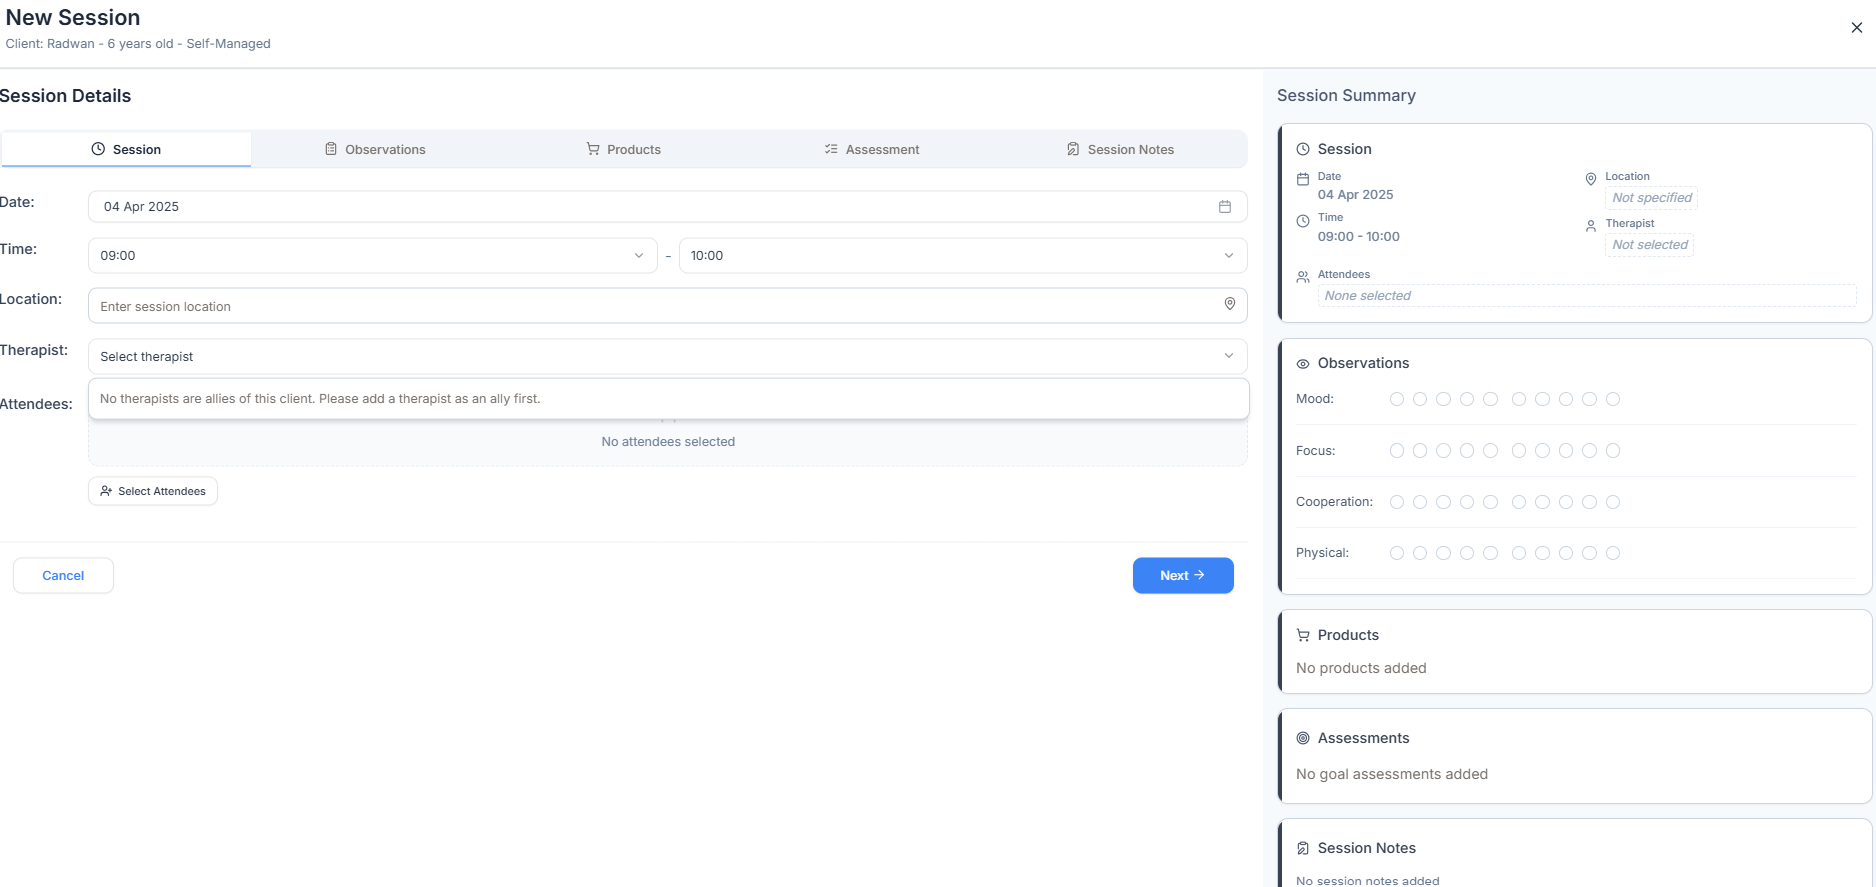 New Session
Client: Radwan - 6 years old - Self-Managed
Session Details
Session
Observations
Products
Assessment
Session Notes
Date:
04 Apr 2025
Time:
09:00
-
10:00
Location:
Enter session location
Therapist:
Select therapist
No therapists are allies of this client. Please add a therapist as an ally first.
Attendees:
No attendees selected
Select Attendees
Cancel
Next
Session Summary
Session
Date
04 Apr 2025
Location
Not specified
Time
09:00 - 10:00
Therapist
Not selected
Attendees
None selected
Observations
Mood:
Focus:
Cooperation:
Physical:
Products
No products added
Assessments
No goal assessments added
Session Notes
No session notes added